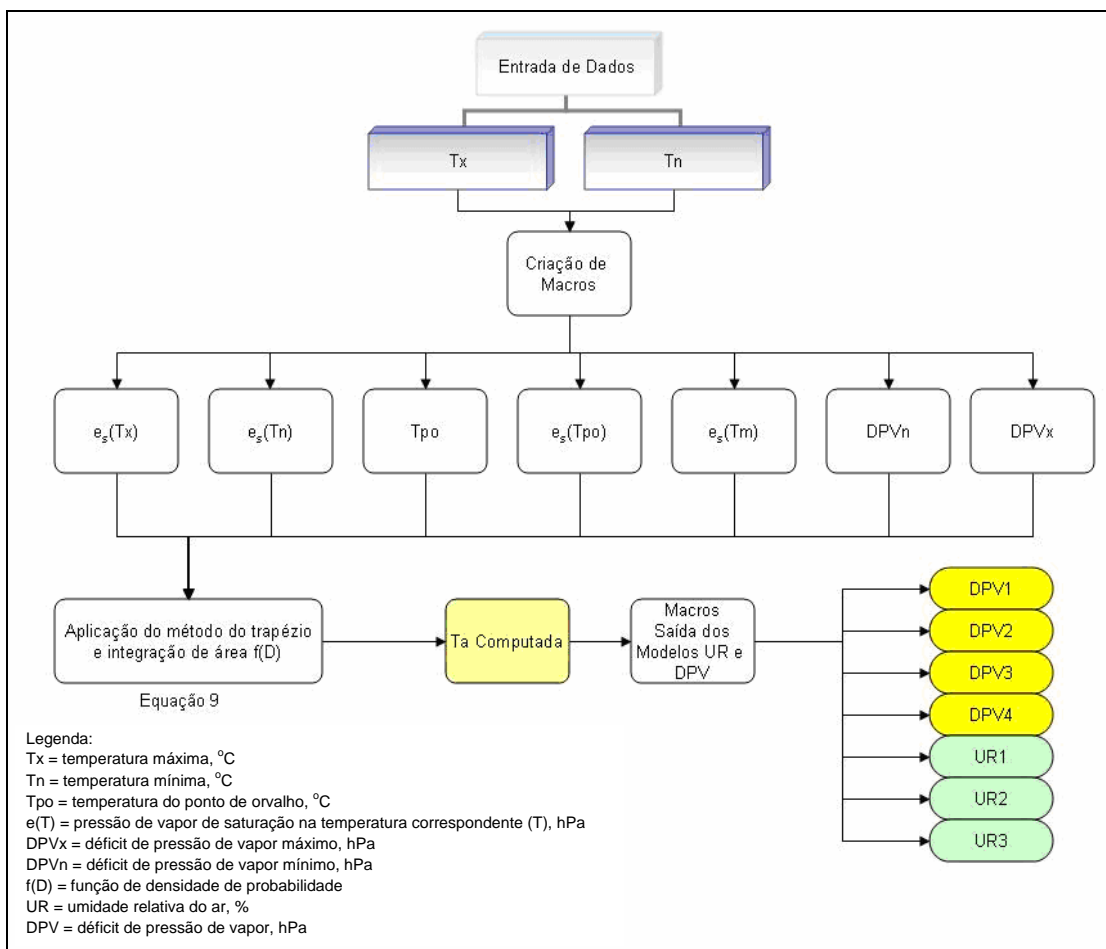 Entrada de Dados
Tx
Tn
Criação de
Macros
eₛ(Tx)
eₛ(Tn)
Tpo
eₛ(Tpo)
eₛ(Tm)
DPVn
DPVx
Aplicação do método do trapézio
e integração de área f(D)
Equação 9
Ta Computada
Macros
Saída dos
Modelos UR e
DPV
DPV1
DPV2
DPV3
DPV4
UR1
UR2
UR3
Legenda:
Tx = temperatura máxima, °C
Tn = temperatura mínima, °C
Tpo = temperatura do ponto de orvalho, °C
e(T) = pressão de vapor de saturação na temperatura correspondente (T), hPa
DPVx = déficit de pressão de vapor máximo, hPa
DPVn = déficit de pressão de vapor mínimo, hPa
f(D) = função de densidade de probabilidade
UR = umidade relativa do ar, %
DPV = déficit de pressão de vapor, hPa